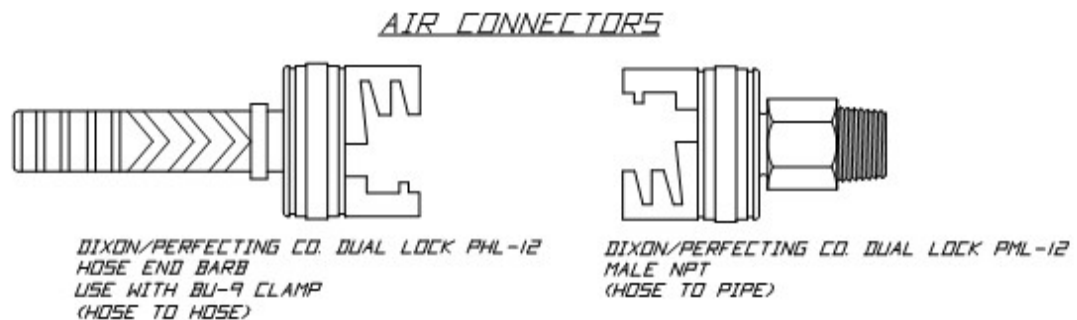 AIR CONNECTORS
DIXON/PERFECTING CO. DUAL LOCK PHL-12
HOSE END BARB
USE WITH BU-9 CLAMP
(HOSE TO HOSE)
DIXON/PERFECTING CO. DUAL LOCK PML-12
MALE NPT
(HOSE TO PIPE)